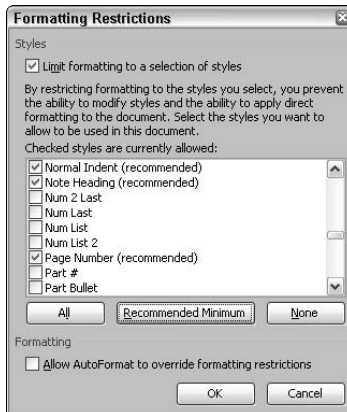 Formatting Restrictions
Styles
Limit formatting to a selection of styles
By restricting formatting to the styles you select, you prevent
the ability to modify styles and the ability to apply direct
formatting to the document. Select the styles you want to
allow to be used in this document.
Checked styles are currently allowed:
Normal Indent (recommended)
Note Heading (recommended)
Num 2 Last
Num Last
Num List
Num List 2
Page Number (recommended)
Part #
Part Bullet
All Recommended Minimum None
Formatting
Allow AutoFormat to override formatting restrictions
OK Cancel